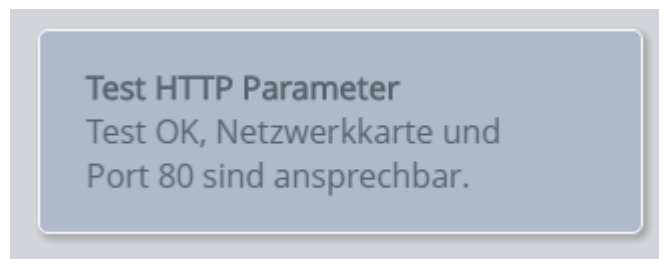 Test HTTP Parameter
Test OK, Netzwerkkarte und
Port 80 sind ansprechbar.